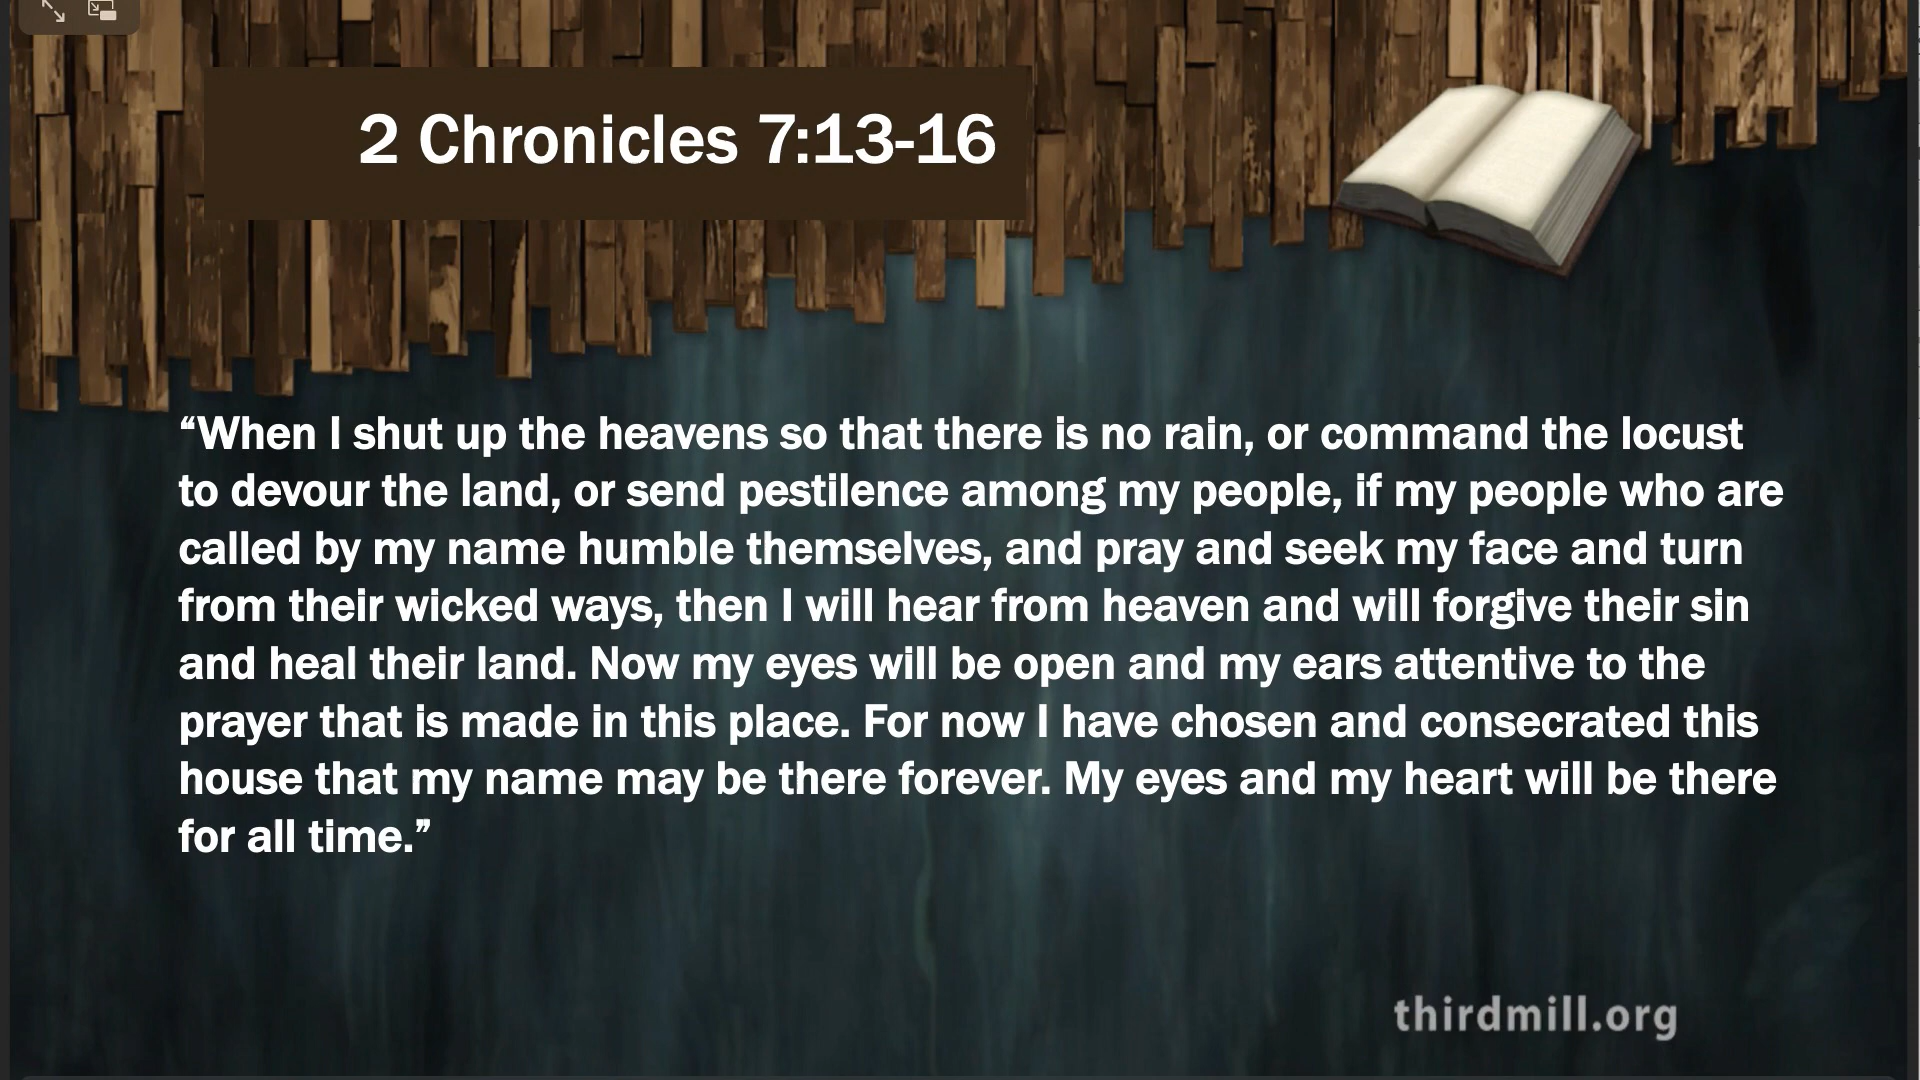 2 Chronicles 7:13-16
“When I shut up the heavens so that there is no rain, or command the locust
to devour the land, or send pestilence among my people, if my people who are
called by my name humble themselves, and pray and seek my face and turn
from their wicked ways, then I will hear from heaven and will forgive their sin
and heal their land. Now my eyes will be open and my ears attentive to the
prayer that is made in this place. For now I have chosen and consecrated this
house that my name may be there forever. My eyes and my heart will be there
for all time.”
thirdmill.org